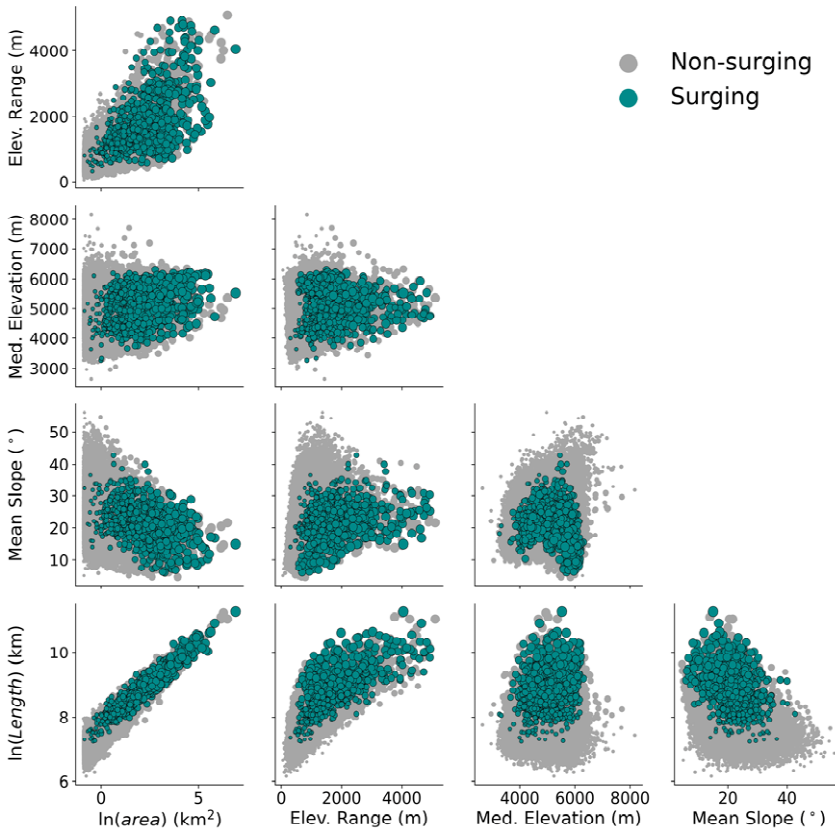 Non-surging
Surging
Elev. Range (m)
4000
2000
0
Med. Elevation (m)
8000
7000
6000
5000
4000
3000
Mean Slope (°)
50
40
30
20
10
ln(Length) (km)
10
8
6
0 5
ln(area) (km²)
0 2000 4000
Elev. Range (m)
4000 6000 8000
Med. Elevation (m)
20 40
Mean Slope (°)